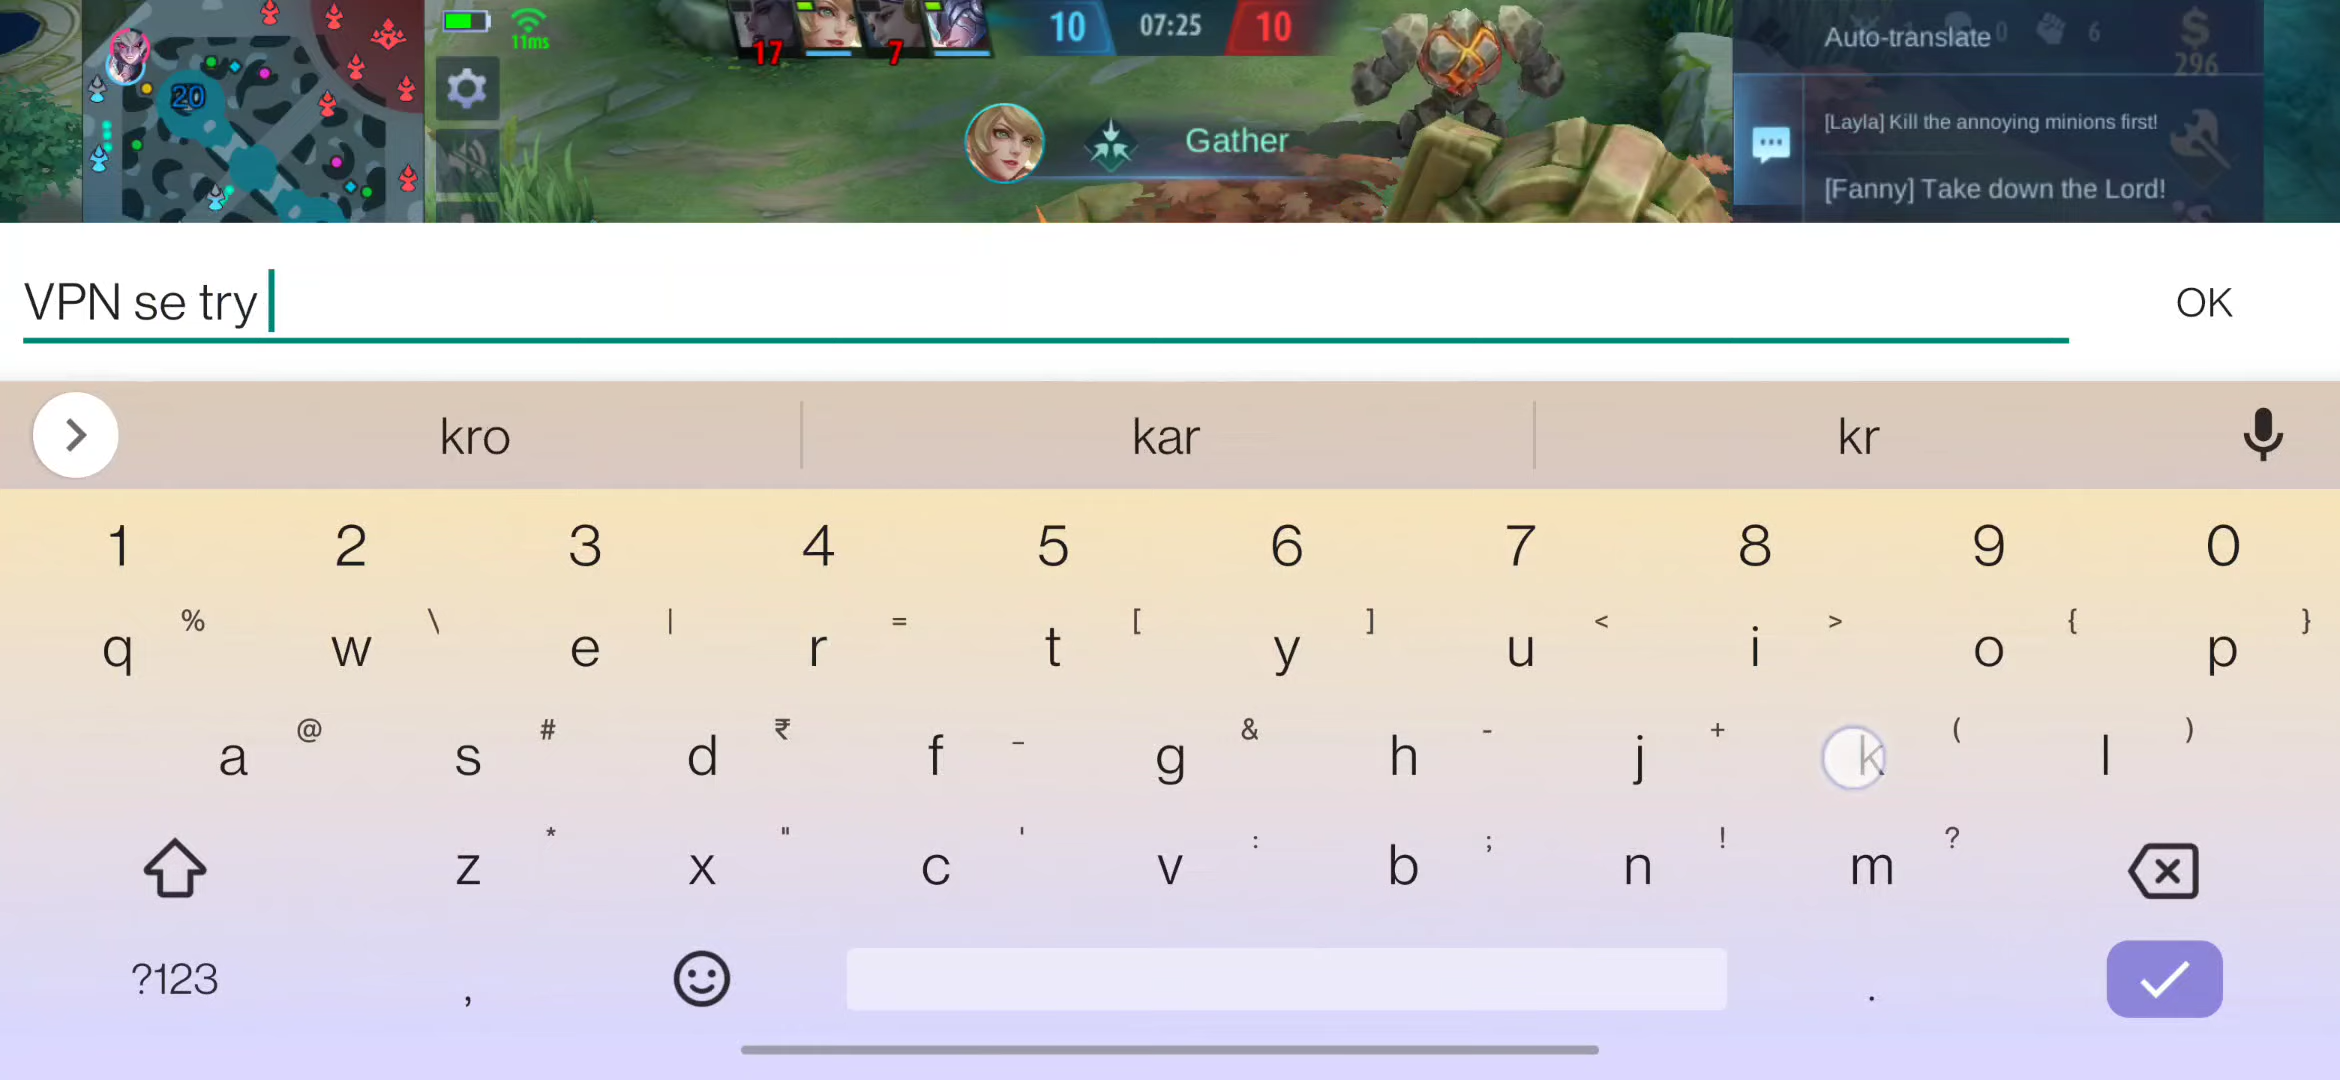 20
11ms
17
7
10 07:25 10
Gather
Auto-translate 0 6 296
[Layla] Kill the annoying minions first!
[Fanny] Take down the Lord!
VPN se try
OK
kro kar kr
1 2 3 4 5 6 7 8 9 0
% \ | = [ ] < > { }
q w e r t y u i o p
@ # ₹ _ & - + ( )
a s d f g h j k l
* " ' : ; ! ?
z x c v b n m
?123 , .